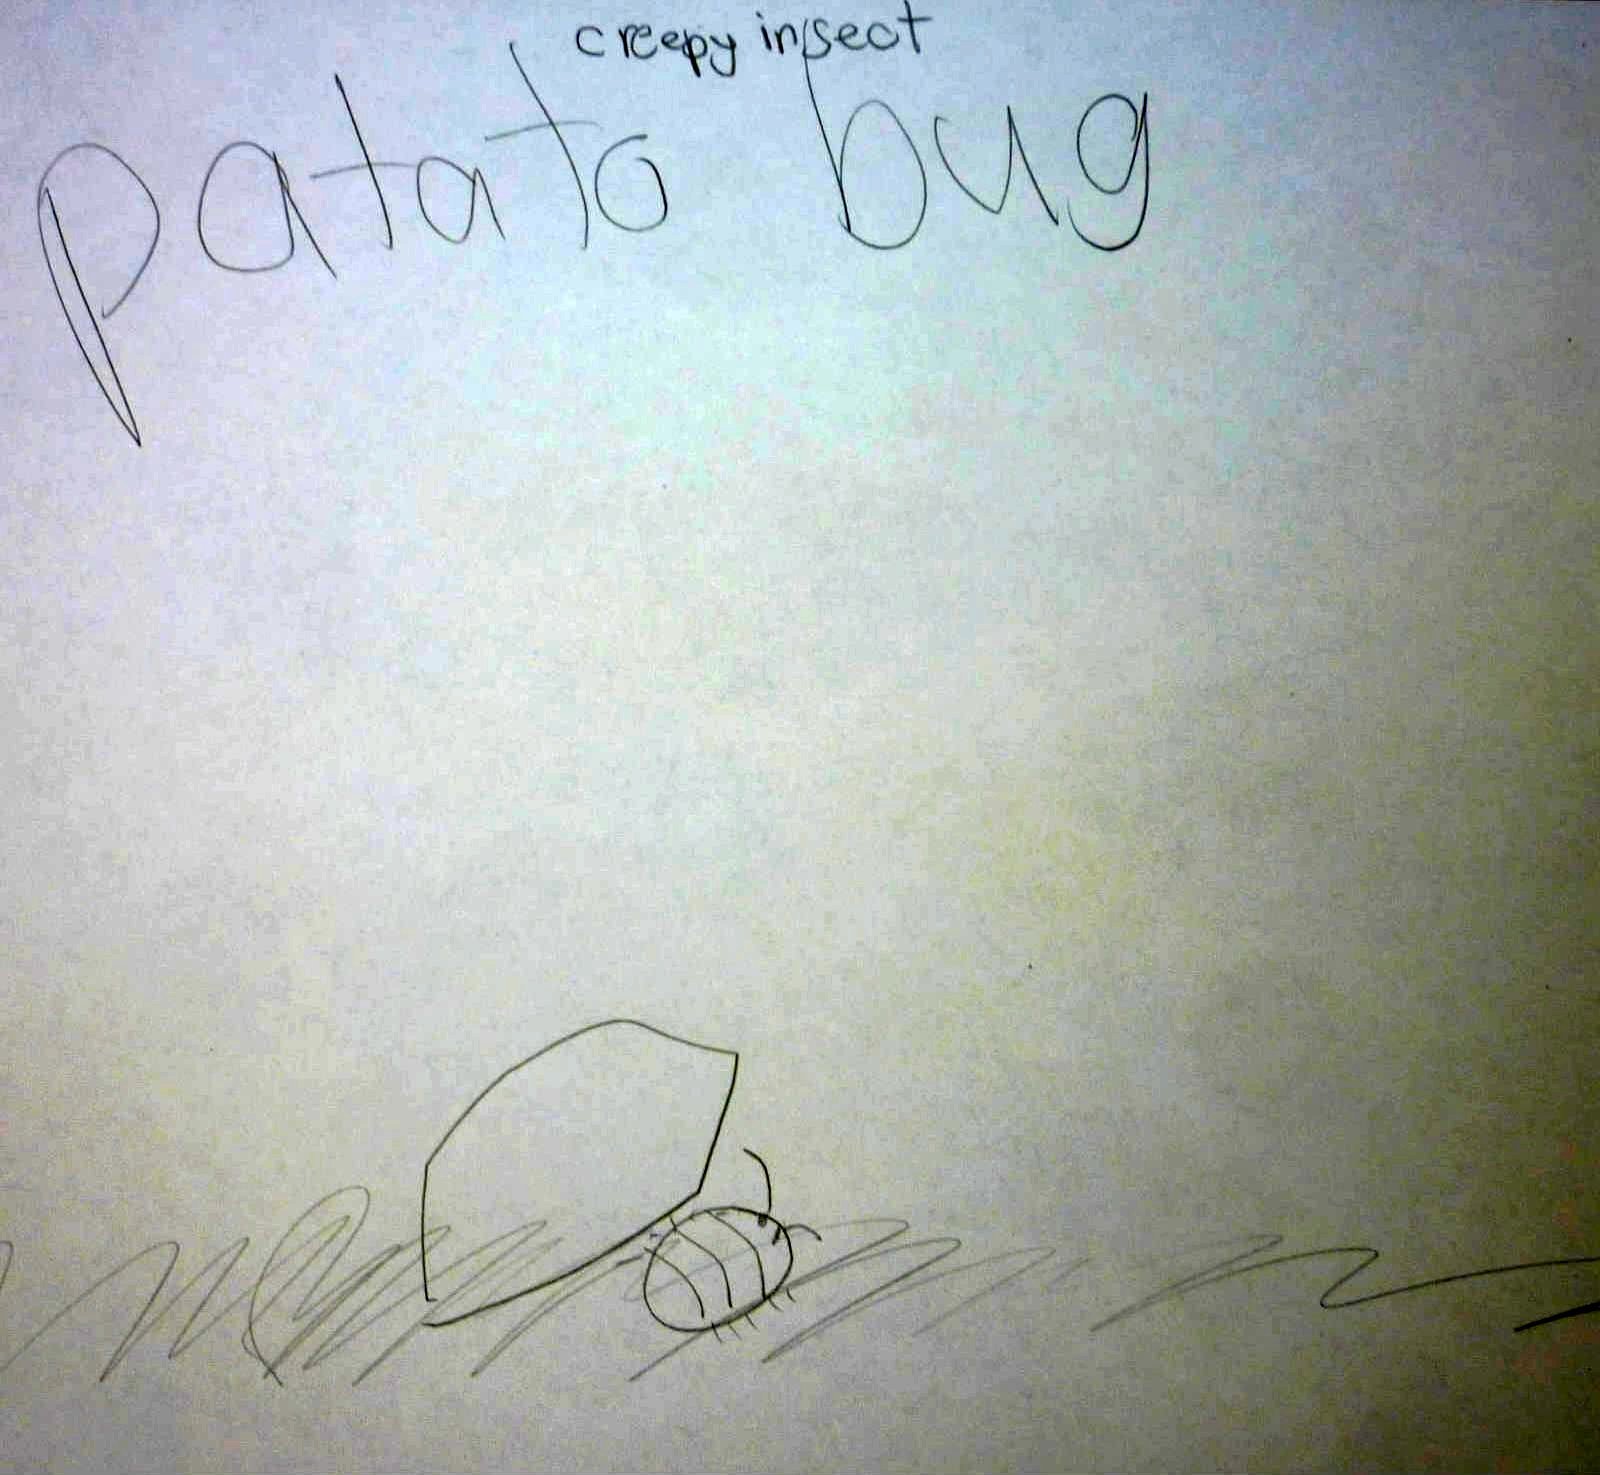 creepy insect
patato bug